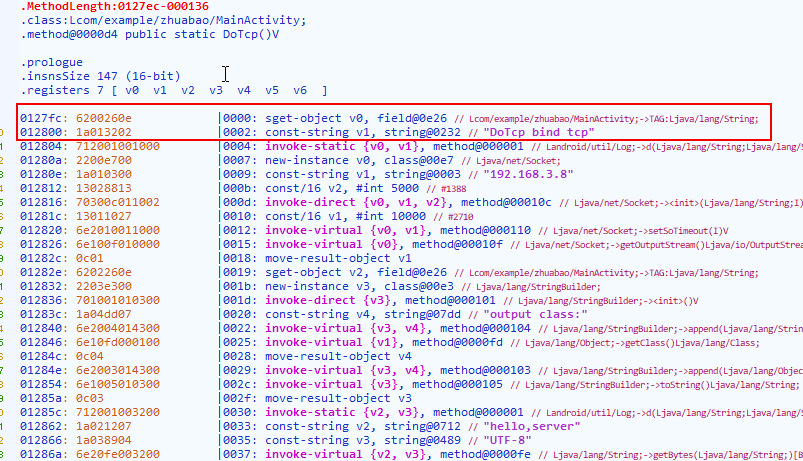 .MethodLength:0127ec-000136
.class:Lcom/example/zhuabao/MainActivity;
.method@0000d4 public static DoTcp()V
.prologue
.insnsSize 147 (16-bit)
.registers 7 [ v0 v1 v2 v3 v4 v5 v6 ]
0127fc: 6200260e |0000: sget-object v0, field@0e26 // Lcom/example/zhuabao/MainActivity;->TAG:Ljava/lang/String;
012800: 1a013202 |0002: const-string v1, string@0232 // "DoTcp bind tcp"
012804: 712001001000 |0004: invoke-static {v0, v1}, method@000001 // Landroid/util/Log;->d(Ljava/lang/String;Ljava/lang/S
01280a: 2200e700 |0007: new-instance v0, class@00e7 // Ljava/net/Socket;
01280e: 1a010300 |0009: const-string v1, string@0003 // "192.168.3.8"
012812: 13028813 |000b: const/16 v2, #int 5000 // #1388
012816: 70300c011002 |000d: invoke-direct {v0, v1, v2}, method@00010c // Ljava/net/Socket;-><init>(Ljava/lang/String;I)
01281c: 13011027 |0010: const/16 v1, #int 10000 // #2710
012820: 6e2010011000 |0012: invoke-virtual {v0, v1}, method@000110 // Ljava/net/Socket;->setSoTimeout(I)V
012826: 6e100f010000 |0015: invoke-virtual {v0}, method@00010f // Ljava/net/Socket;->getOutputStream()Ljava/io/OutputStrea
01282c: 0c01 |0018: move-result-object v1
01282e: 6202260e |0019: sget-object v2, field@0e26 // Lcom/example/zhuabao/MainActivity;->TAG:Ljava/lang/String;
012832: 2203e300 |001b: new-instance v3, class@00e3 // Ljava/lang/StringBuilder;
012836: 701001010300 |001d: invoke-direct {v3}, method@000101 // Ljava/lang/StringBuilder;-><init>()V
01283c: 1a04dd07 |0020: const-string v4, string@07dd // "output class:"
012840: 6e2004014300 |0022: invoke-virtual {v3, v4}, method@000104 // Ljava/lang/StringBuilder;->append(Ljava/lang/Strin
012846: 6e10fd000100 |0025: invoke-virtual {v1}, method@0000fd // Ljava/lang/Object;->getClass()Ljava/lang/Class;
01284c: 0c04 |0028: move-result-object v4
01284e: 6e2003014300 |0029: invoke-virtual {v3, v4}, method@000103 // Ljava/lang/StringBuilder;->append(Ljava/lang/Objec
012854: 6e1005010300 |002c: invoke-virtual {v3}, method@000105 // Ljava/lang/StringBuilder;->toString()Ljava/lang/String;
01285a: 0c03 |002f: move-result-object v3
01285c: 712001003200 |0030: invoke-static {v2, v3}, method@000001 // Landroid/util/Log;->d(Ljava/lang/String;Ljava/lang/S
012862: 1a021207 |0033: const-string v2, string@0712 // "hello,server"
012866: 1a038904 |0035: const-string v3, string@0489 // "UTF-8"
01286a: 6e20fe003200 |0037: invoke-virtual {v2, v3}, method@0000fe // Ljava/lang/String;->getBytes(Ljava/lang/String;)[B